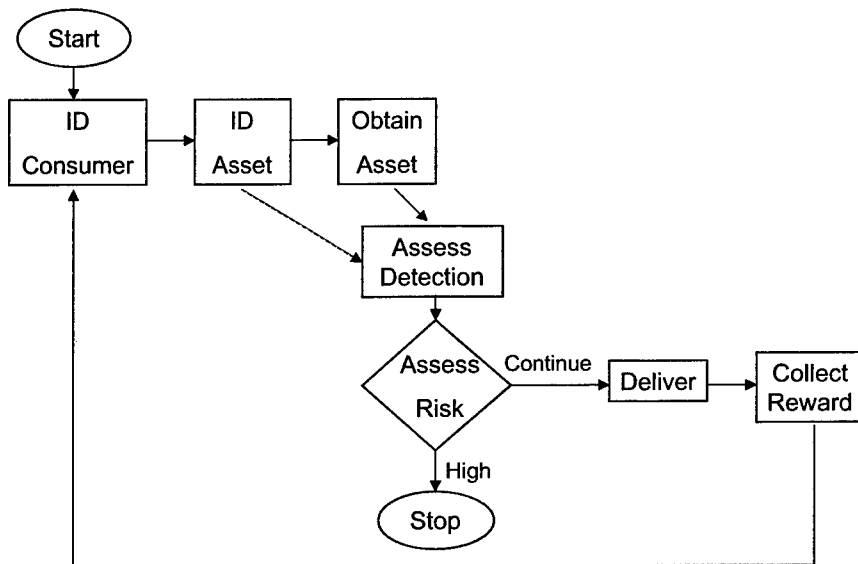 Start
ID
Consumer
ID
Asset
Obtain
Asset
Assess
Detection
Assess
Risk
Continue
Deliver
Collect
Reward
High
Stop